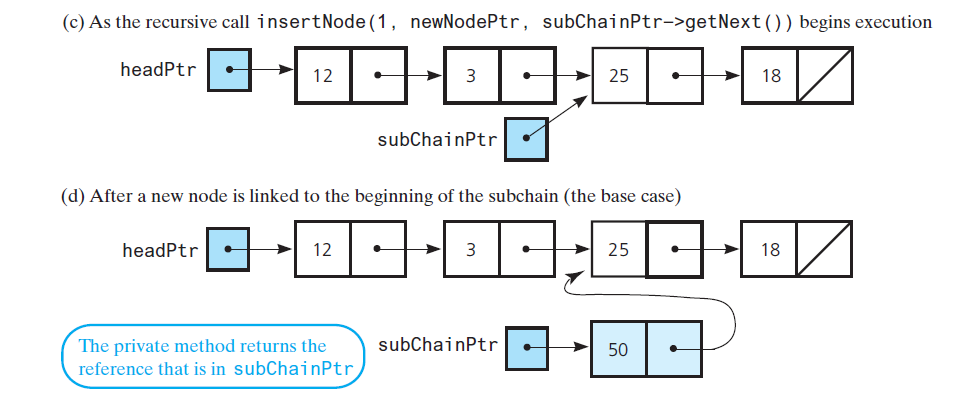 (c) As the recursive call insertNode(1, newNodePtr, subChainPtr->getNext()) begins execution
headPtr 12 3 25 18
subChainPtr
(d) After a new node is linked to the beginning of the subchain (the base case)
headPtr 12 3 25 18
The private method returns the
reference that is in subChainPtr
subChainPtr 50